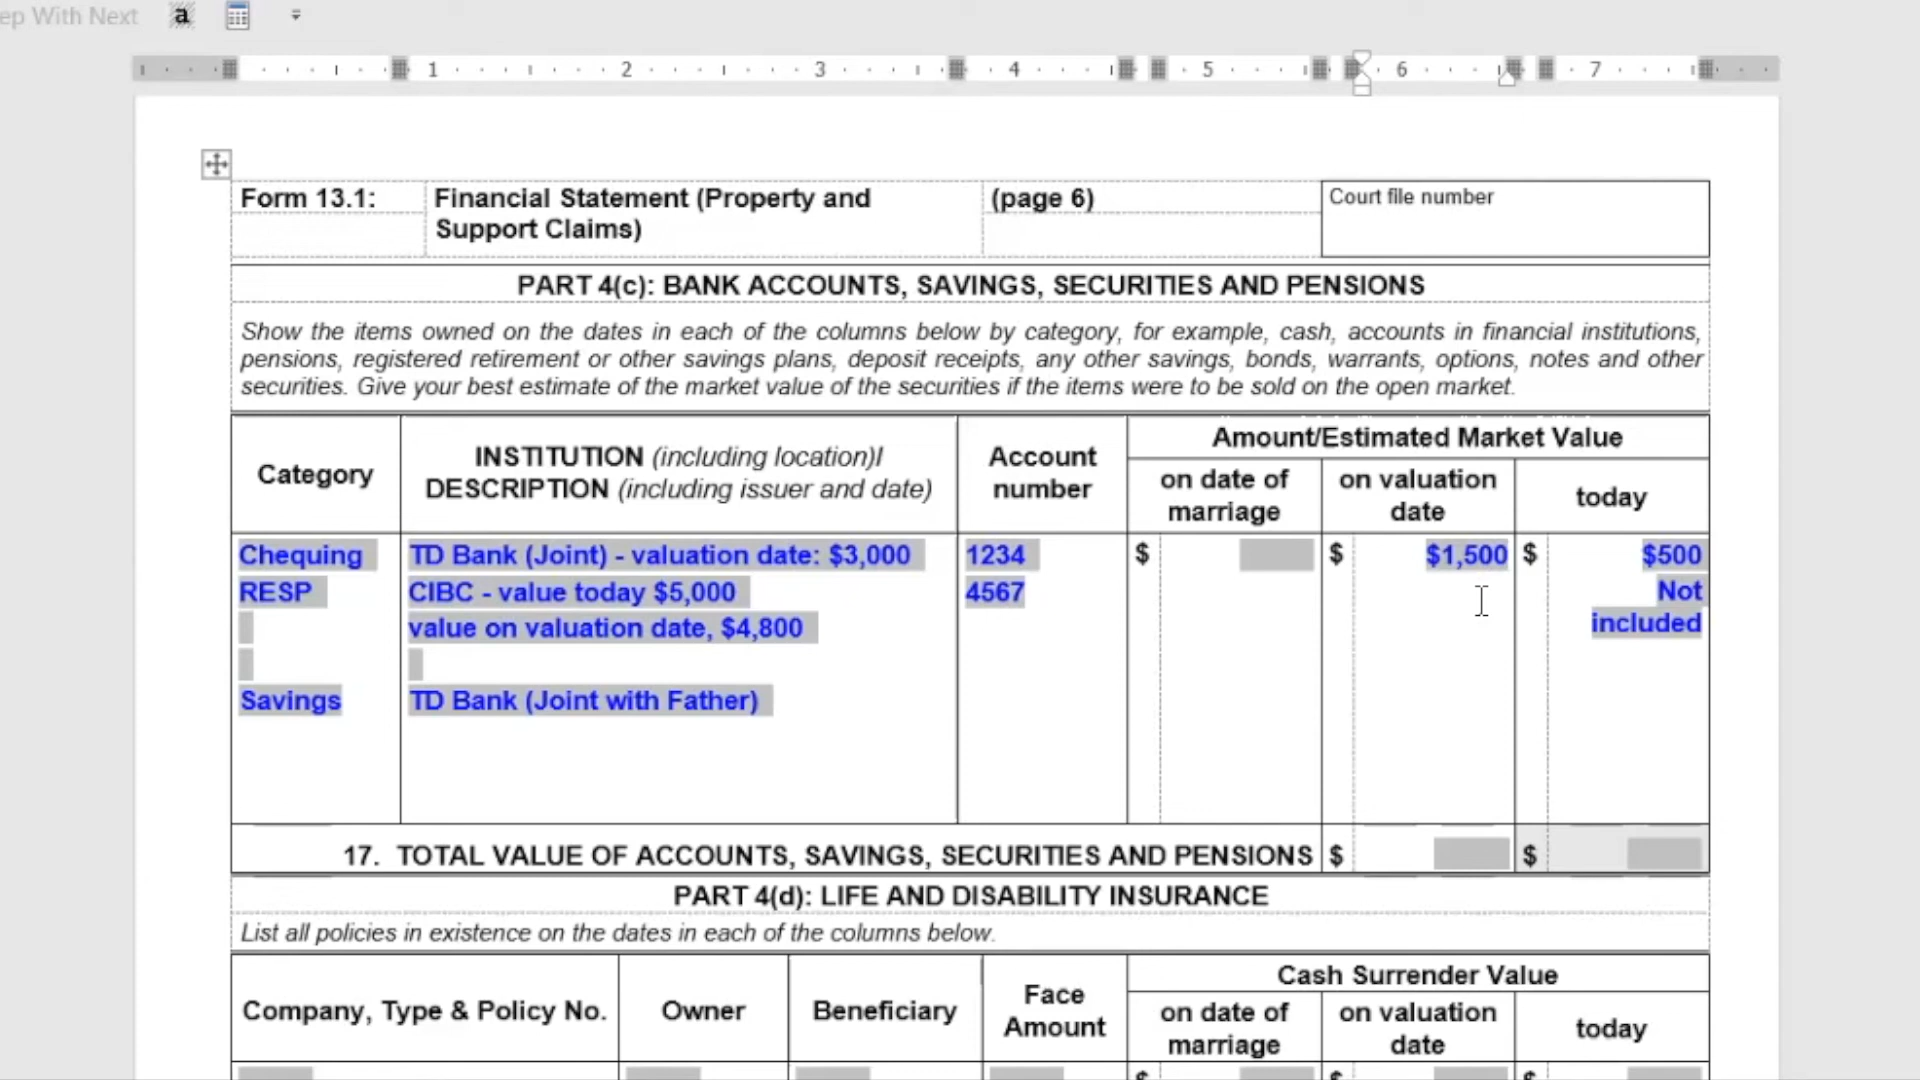 ep With Next a
1 2 3 4 5 6 7
Form 13.1: Financial Statement (Property and (page 6) Court file number
Support Claims)
PART 4(c): BANK ACCOUNTS, SAVINGS, SECURITIES AND PENSIONS
Show the items owned on the dates in each of the columns below by category, for example, cash, accounts in financial institutions,
pensions, registered retirement or other savings plans, deposit receipts, any other savings, bonds, warrants, options, notes and other
securities. Give your best estimate of the market value of the securities if the items were to be sold on the open market.
Category
INSTITUTION (including location)/
DESCRIPTION (including issuer and date)
Account
number
Amount/Estimated Market Value
on date of
marriage
on valuation
date
today
Chequing TD Bank (Joint) - valuation date: $3,000 1234 $ $ $1,500 $ $500
RESP CIBC - value today $5,000 4567 Not
value on valuation date, $4,800 included
Savings TD Bank (Joint with Father)
17. TOTAL VALUE OF ACCOUNTS, SAVINGS, SECURITIES AND PENSIONS $ $
PART 4(d): LIFE AND DISABILITY INSURANCE
List all policies in existence on the dates in each of the columns below.
Company, Type & Policy No.
Owner
Beneficiary
Face
Amount
Cash Surrender Value
on date of
marriage
on valuation
date
today
$ $ $